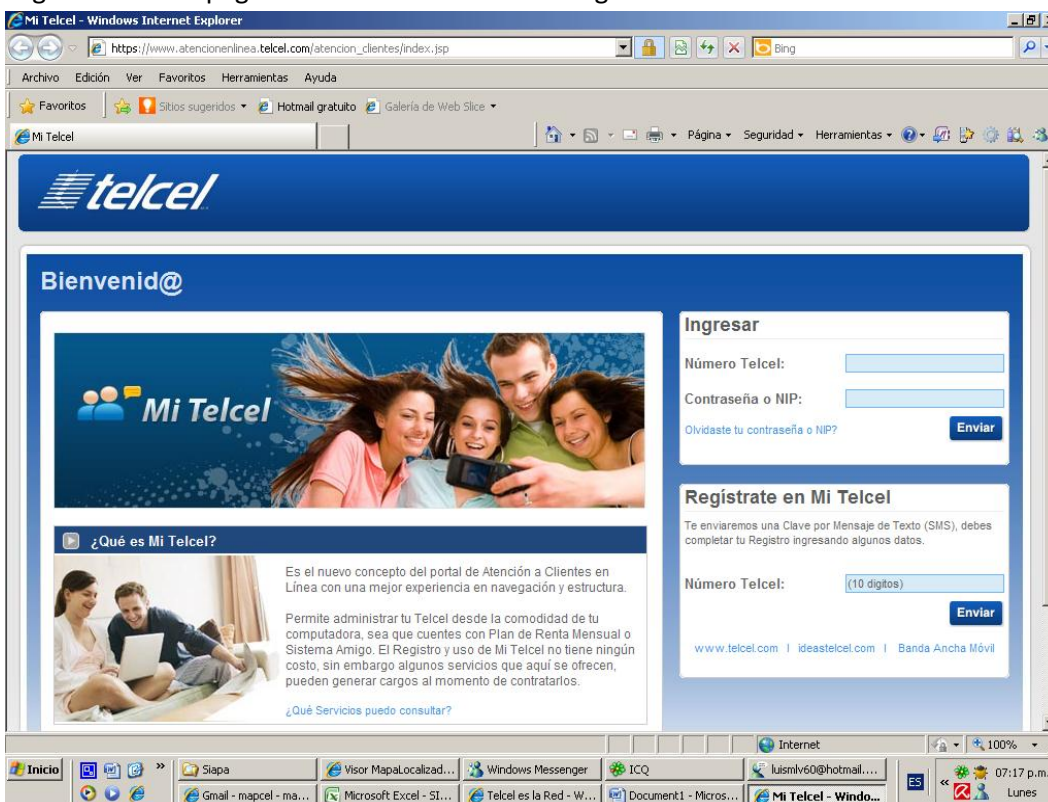 Mi Telcel - Windows Internet Explorer
https://www.atencionenlinea.telcel.com/atencion_clientes/index.jsp
Bing
Archivo Edición Ver Favoritos Herramientas Ayuda
Favoritos Sitios sugeridos Hotmail gratuito Galería de Web Slice
Mi Telcel
Página Seguridad Herramientas
telcel
Bienvenid@
Mi Telcel
¿Qué es Mi Telcel?
Es el nuevo concepto del portal de Atención a Clientes en
Línea con una mejor experiencia en navegación y estructura.
Permite administrar tu Telcel desde la comodidad de tu
computadora, sea que cuentes con Plan de Renta Mensual o
Sistema Amigo. El Registro y uso de Mi Telcel no tiene ningún
costo, sin embargo algunos servicios que aquí se ofrecen,
pueden generar cargos al momento de contratarlos.
¿Qué Servicios puedo consultar?
Ingresar
Número Telcel:
Contraseña o NIP:
Olvidaste tu contraseña o NIP?
Enviar
Regístrate en Mi Telcel
Te enviaremos una Clave por Mensaje de Texto (SMS), debes
completar tu Registro ingresando algunos datos.
Número Telcel: (10 digitos)
Enviar
www.telcel.com | ideastelcel.com | Banda Ancha Móvil
Internet 100%
Inicio Siapa Visor MapaLocalizad... Windows Messenger ICQ luismlv60@hotmail.... ES 07:17 p.m.
Gmail - mapcel - ma... Microsoft Excel - SI... Telcel es la Red - W... Document1 - Micros... Mi Telcel - Windo... Lunes